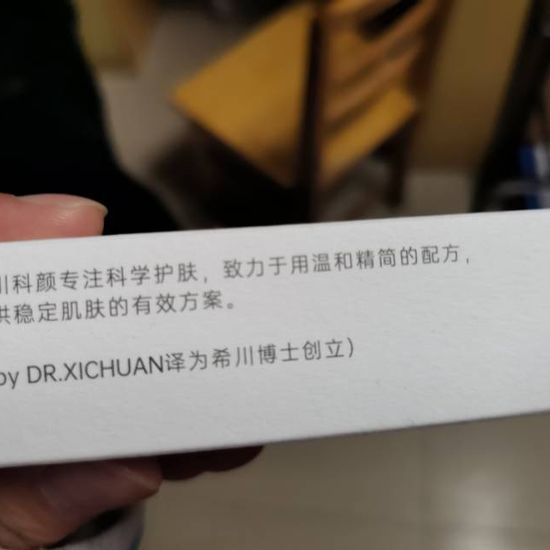 川科颜专注科学护肤，致力于用温和精简的配方，
供稳定肌肤的有效方案。
by DR.XICHUAN译为希川博士创立）